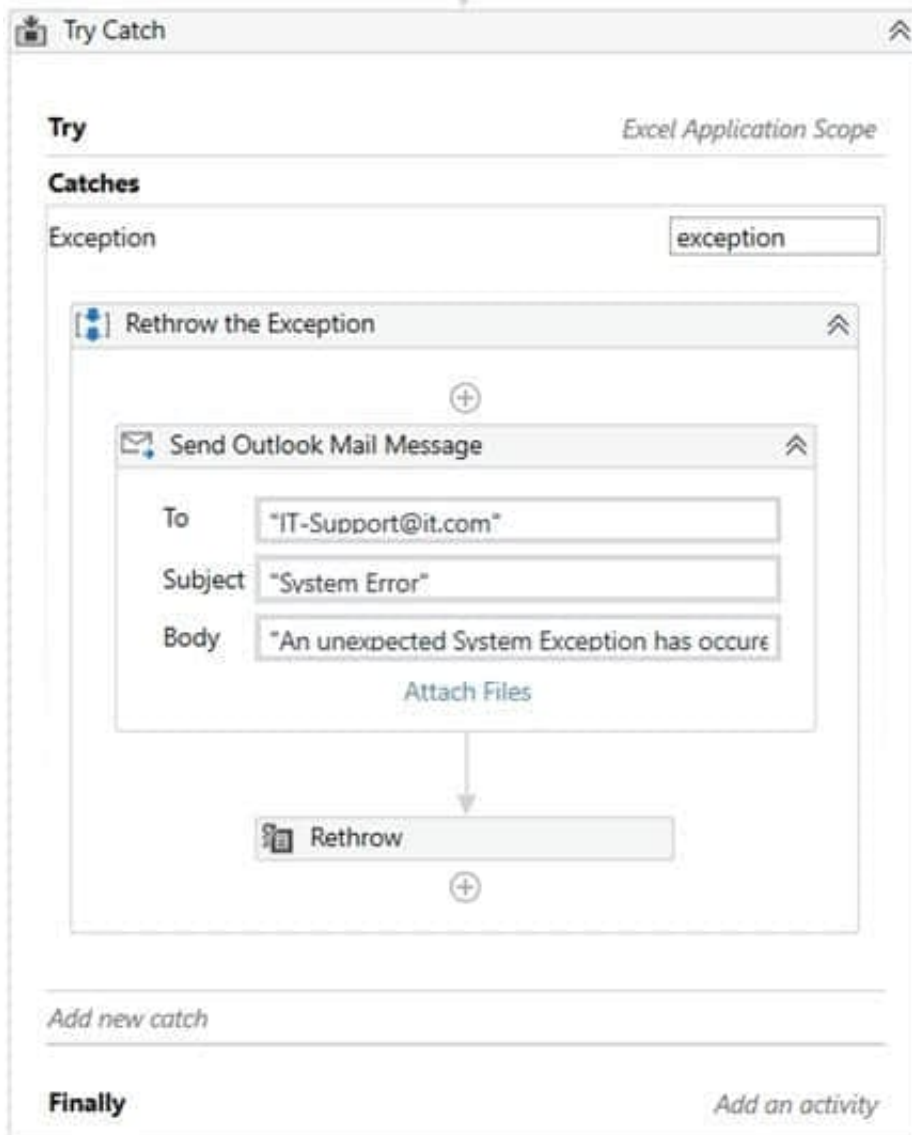 Try Catch
Try Excel Application Scope
Catches
Exception exception
Rethrow the Exception
Send Outlook Mail Message
To "IT-Support@it.com"
Subject "System Error"
Body "An unexpected System Exception has occure
Attach Files
Rethrow
Add new catch
Finally Add an activity